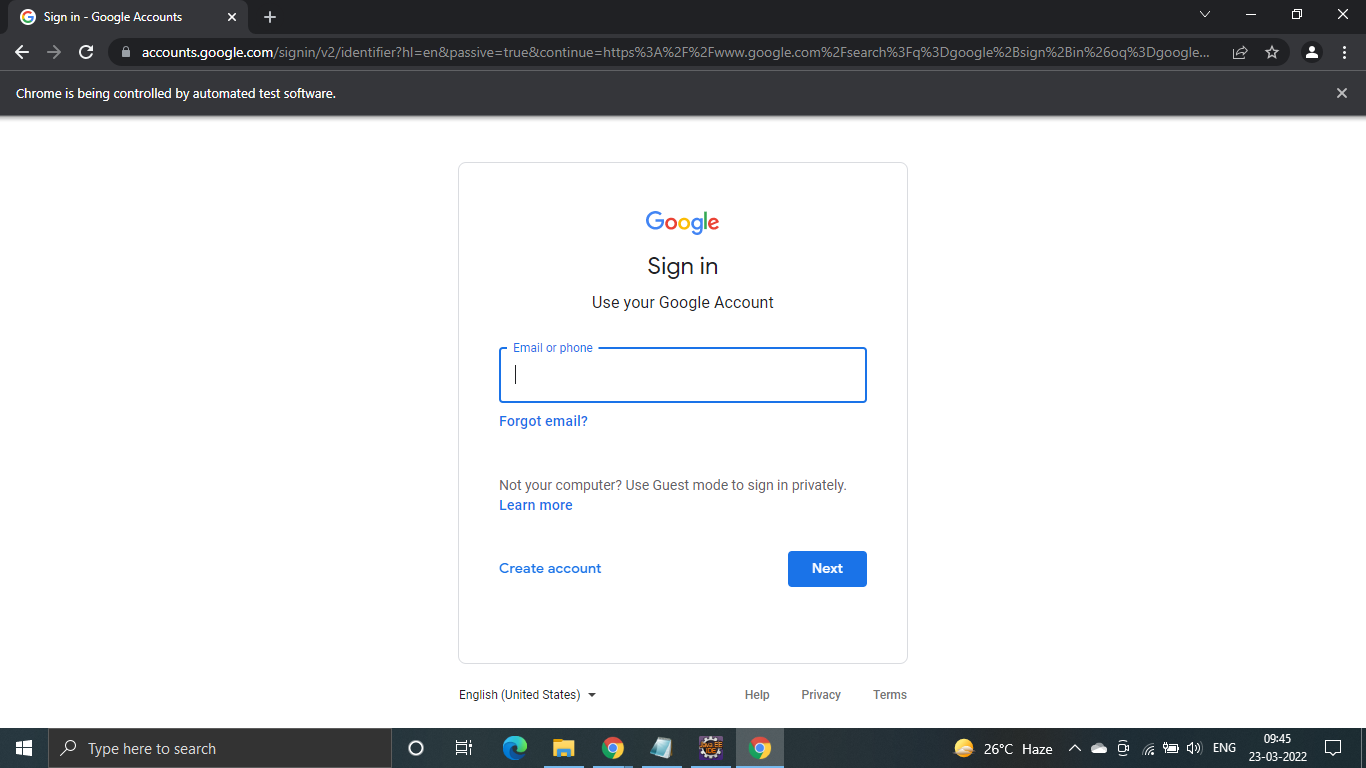 Sign in - Google Accounts
accounts.google.com/signin/v2/identifier?hl=en&passive=true&continue=https%3A%2F%2Fwww.google.com%2Fsearch%3Fq%3Dgoogle%2Bsign%2Bin%26oq%3Dgoogle...
Chrome is being controlled by automated test software.
Google
Sign in
Use your Google Account
Email or phone
Forgot email?
Not your computer? Use Guest mode to sign in privately.
Learn more
Create account
Next
English (United States)
Help
Privacy
Terms
Type here to search
Java EE
IDE
26°C Haze
ENG
09:45
23-03-2022